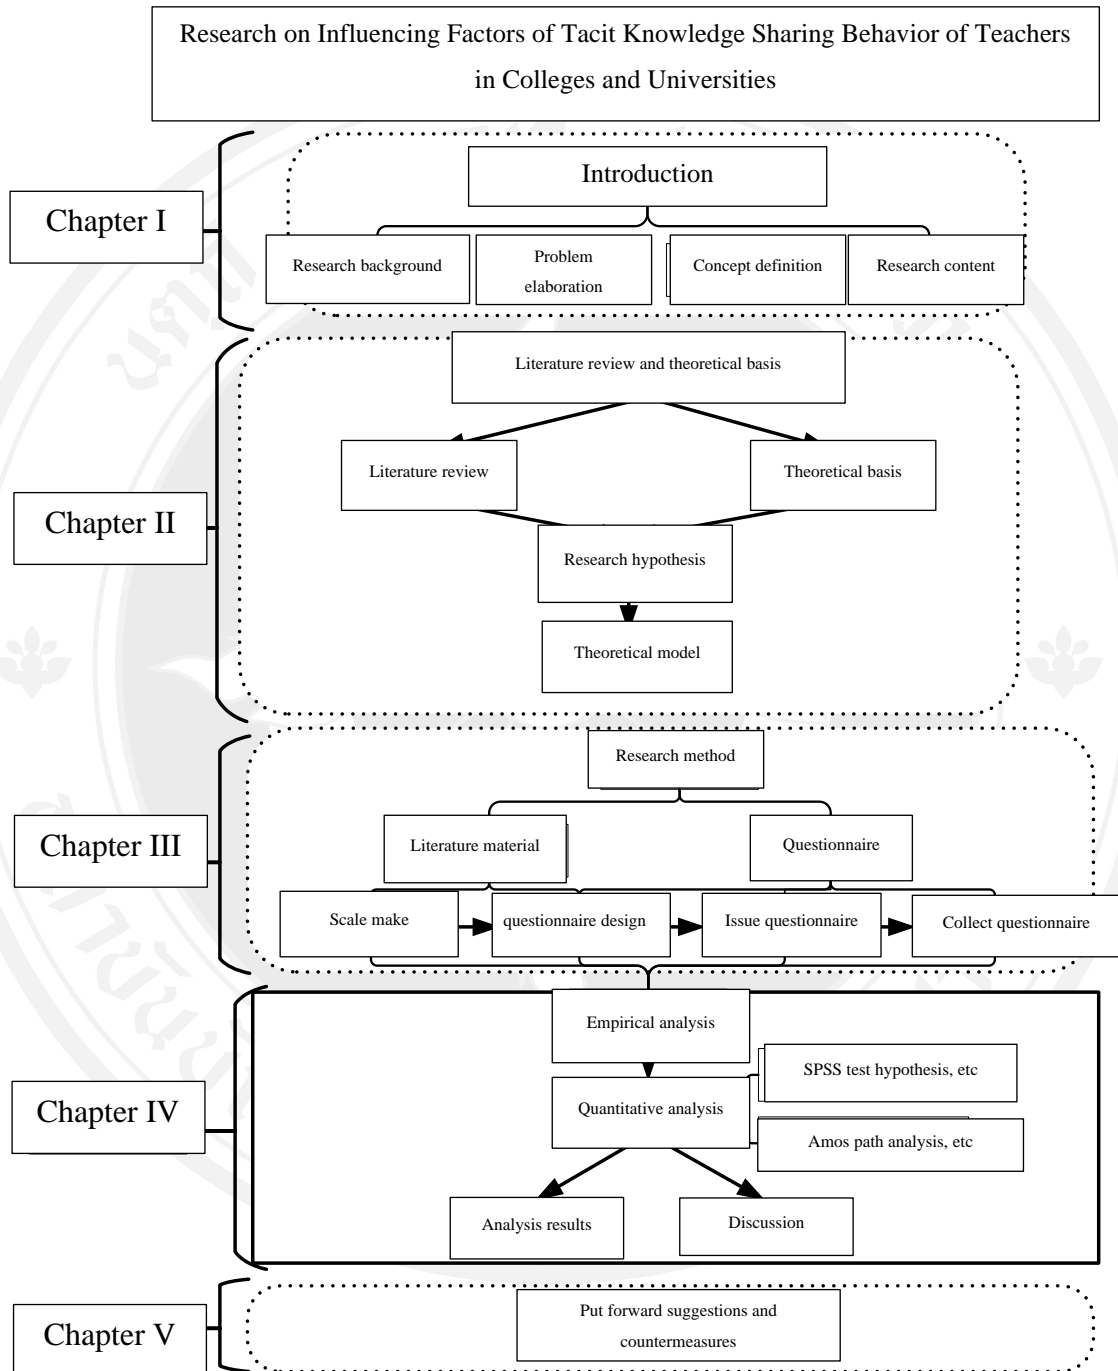 Research on Influencing Factors of Tacit Knowledge Sharing Behavior of Teachers
in Colleges and Universities
Chapter I
Introduction
Research background
Problem
elaboration
Concept definition
Research content
Chapter II
Literature review and theoretical basis
Literature review
Theoretical basis
Research hypothesis
Theoretical model
Chapter III
Research method
Literature material
Questionnaire
Scale make
questionnaire design
Issue questionnaire
Collect questionnaire
Chapter IV
Empirical analysis
Quantitative analysis
SPSS test hypothesis, etc
Amos path analysis, etc
Analysis results
Discussion
Chapter V
Put forward suggestions and
countermeasures